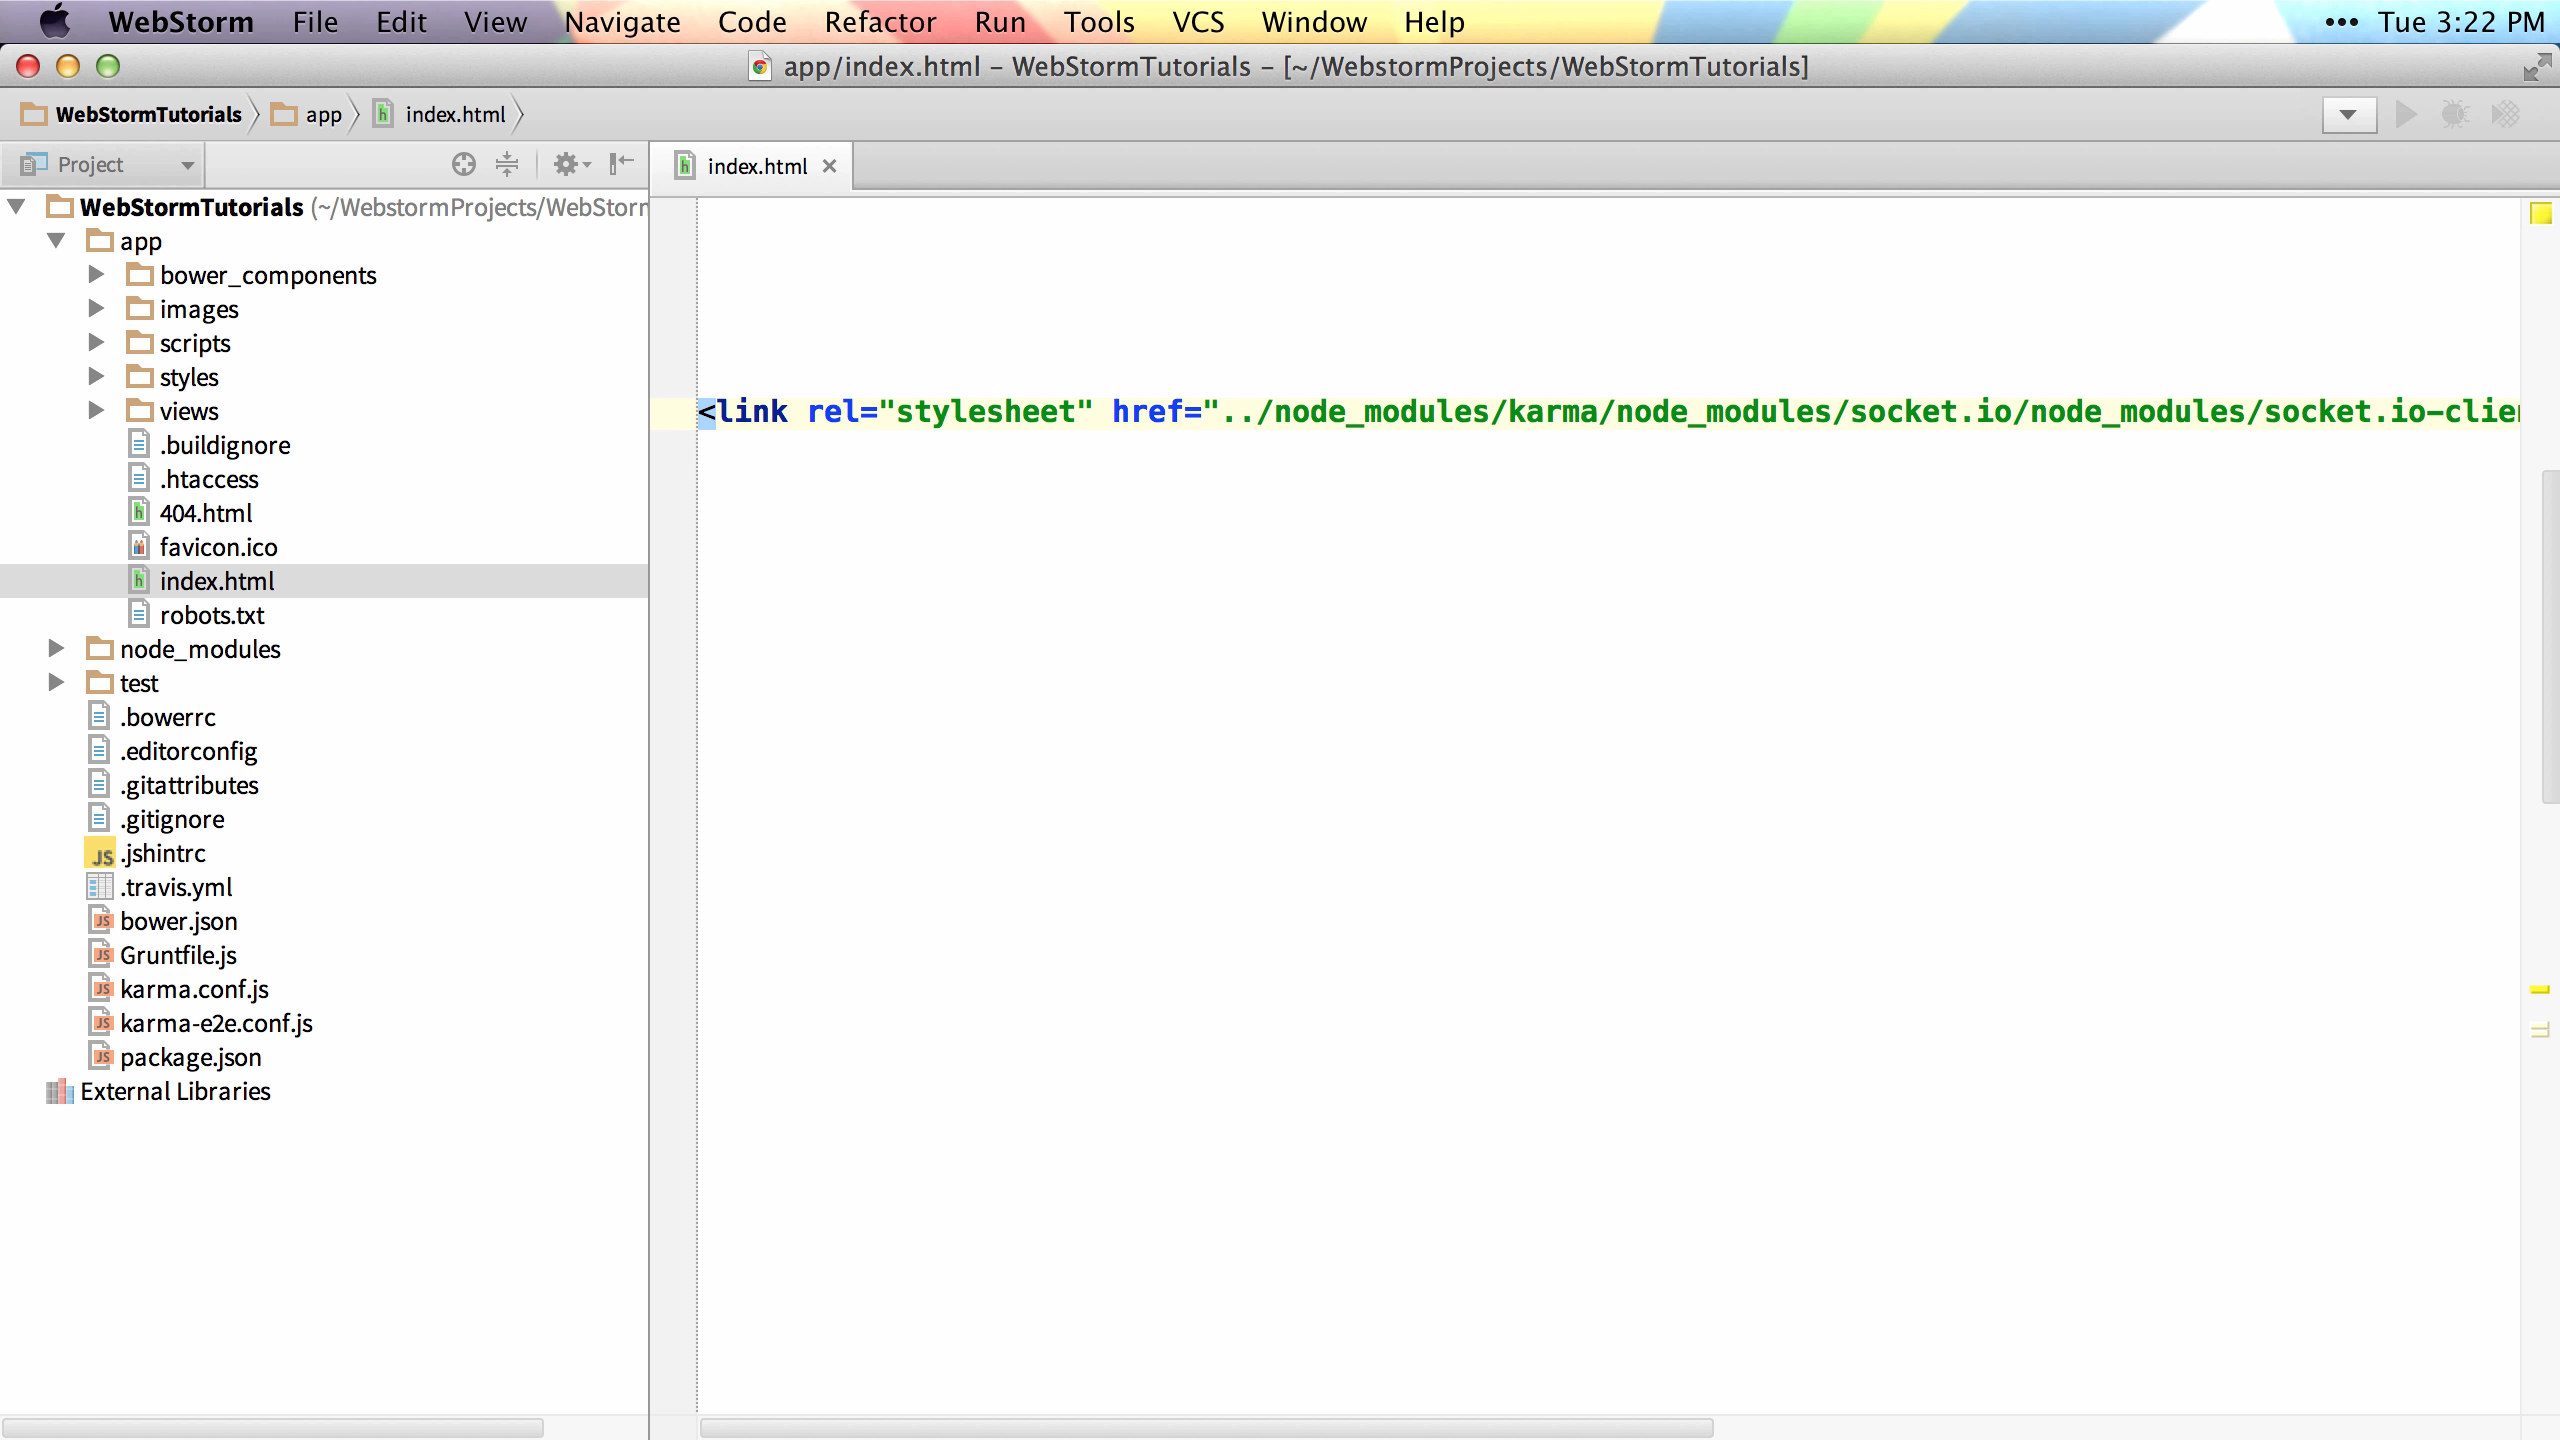 WebStorm File Edit View Navigate Code Refactor Run Tools VCS Window Help ••• Tue 3:22 PM
app/index.html – WebStormTutorials – [~/WebstormProjects/WebStormTutorials]
WebStormTutorials app index.html
Project
index.html
WebStormTutorials (~/WebstormProjects/WebStorm
app
bower_components
images
scripts
styles
views
.buildignore
.htaccess
404.html
favicon.ico
index.html
robots.txt
node_modules
test
.bowerrc
.editorconfig
.gitattributes
.gitignore
.jshintrc
.travis.yml
bower.json
Gruntfile.js
karma.conf.js
karma-e2e.conf.js
package.json
External Libraries
<link rel="stylesheet" href="../node_modules/karma/node_modules/socket.io/node_modules/socket.io-clien